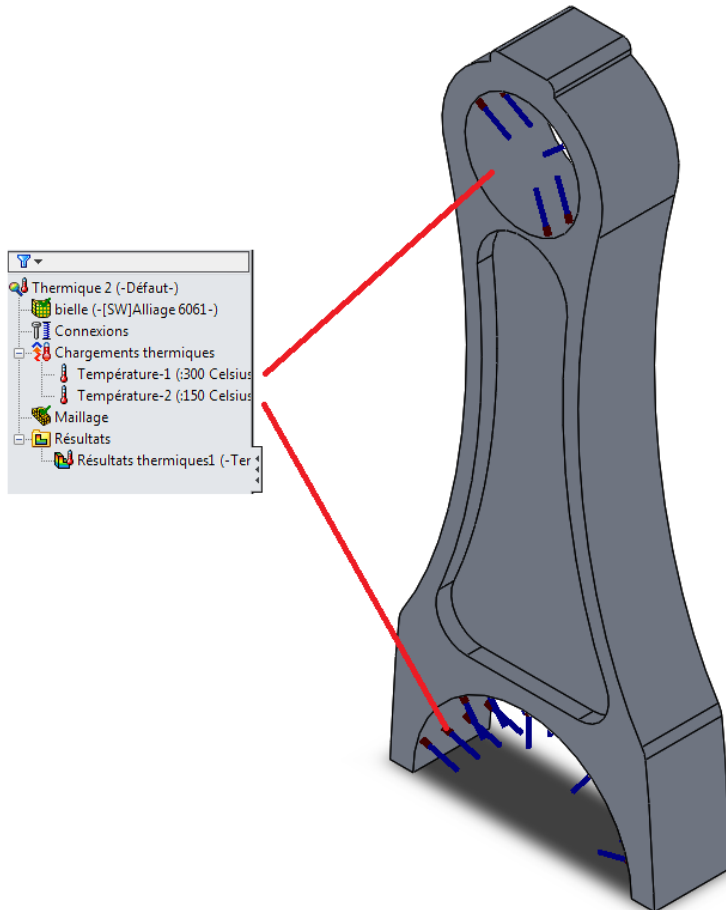 Thermique 2 (-Défaut-)
bielle (-[SW]Alliage 6061-)
Connexions
Chargements thermiques
Température-1 (:300 Celsius
Température-2 (:150 Celsius
Maillage
Résultats
Résultats thermiques1 (-Ter